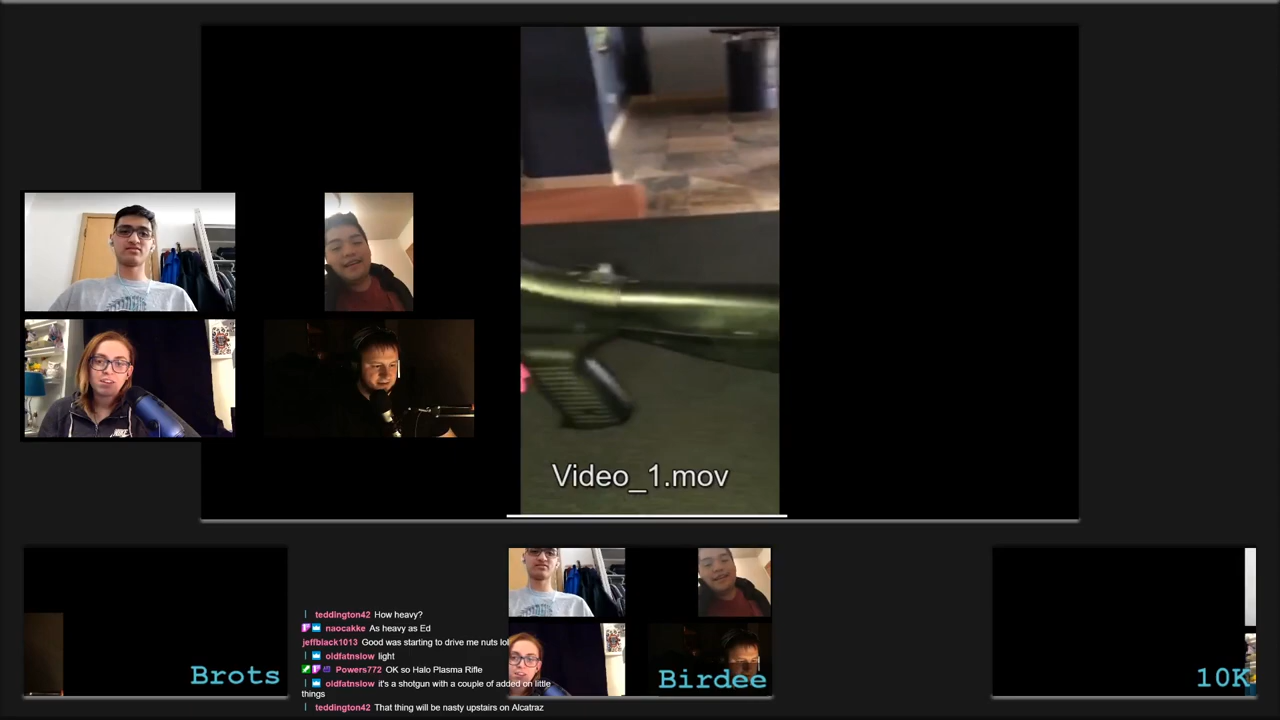 Video_1.mov
teddington42 How heavy?
naocakke As heavy as Ed
jeffblack1013 Good was starting to drive me nuts lol
oldfatnslow light
Powers772 OK so Halo Plasma Rifle
oldfatnslow it's a shotgun with a couple of added on little
things
teddington42 That thing will be nasty upstairs on Alcatraz
Brots
Birdee
10K